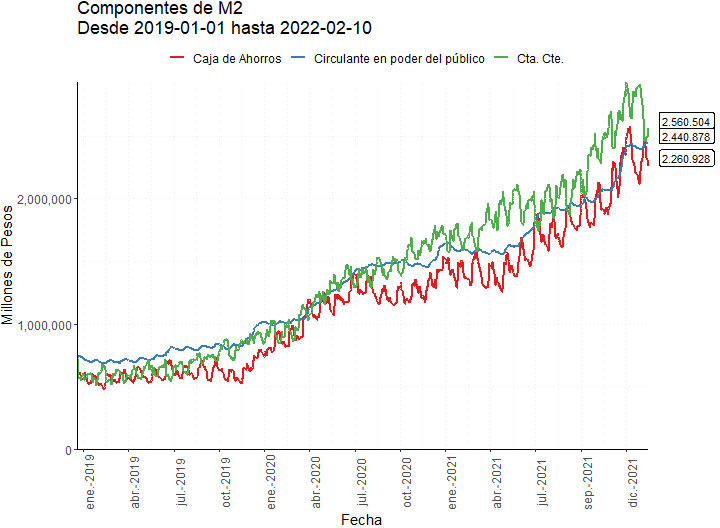 Componentes de M2
Desde 2019-01-01 hasta 2022-02-10
Caja de Ahorros Circulante en poder del público Cta. Cte.
2.560.504
2.440.878
2.260.928
2,000,000
1,000,000
0
Millones de Pesos
ene.-2019 abr.-2019 jul.-2019 oct.-2019 ene.-2020 abr.-2020 jul.-2020 oct.-2020 ene.-2021 abr.-2021 jul.-2021 sep.-2021 dic.-2021
Fecha